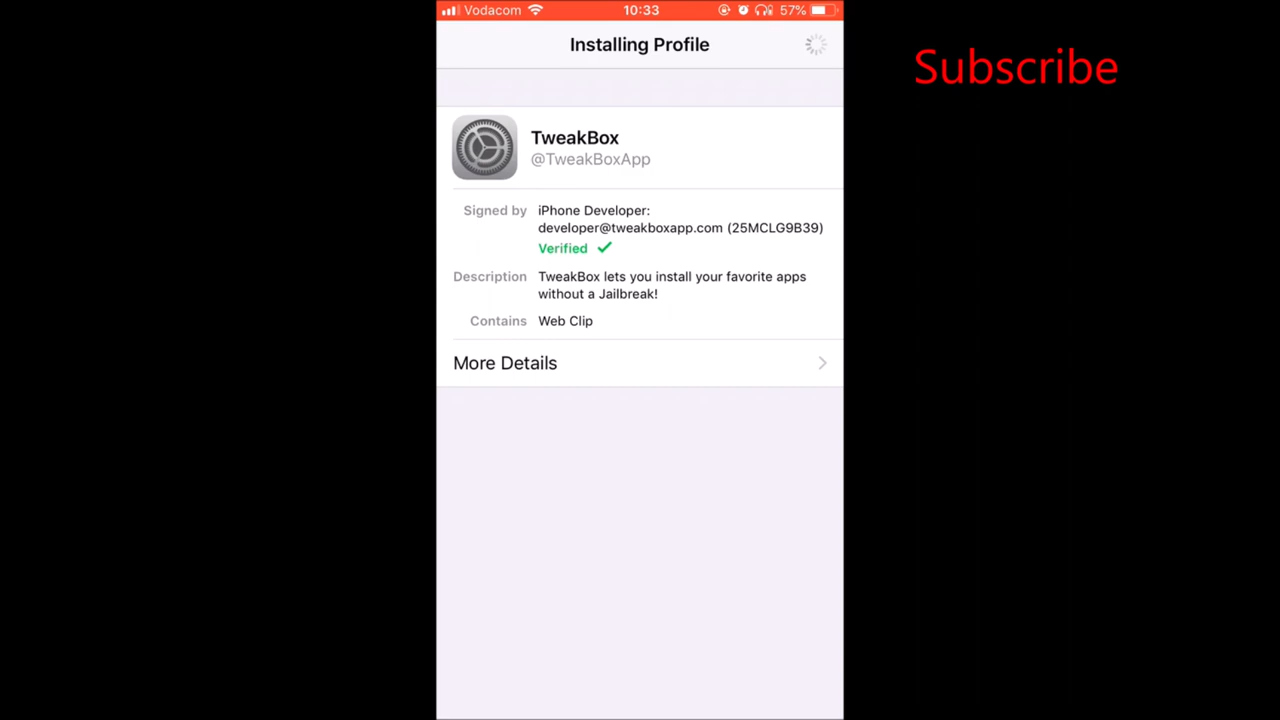 Vodacom 10:33 57%
Installing Profile
Subscribe
TweakBox
@TweakBoxApp
Signed by iPhone Developer:
developer@tweakboxapp.com (25MCLG9B39)
Verified
Description TweakBox lets you install your favorite apps
without a Jailbreak!
Contains Web Clip
More Details